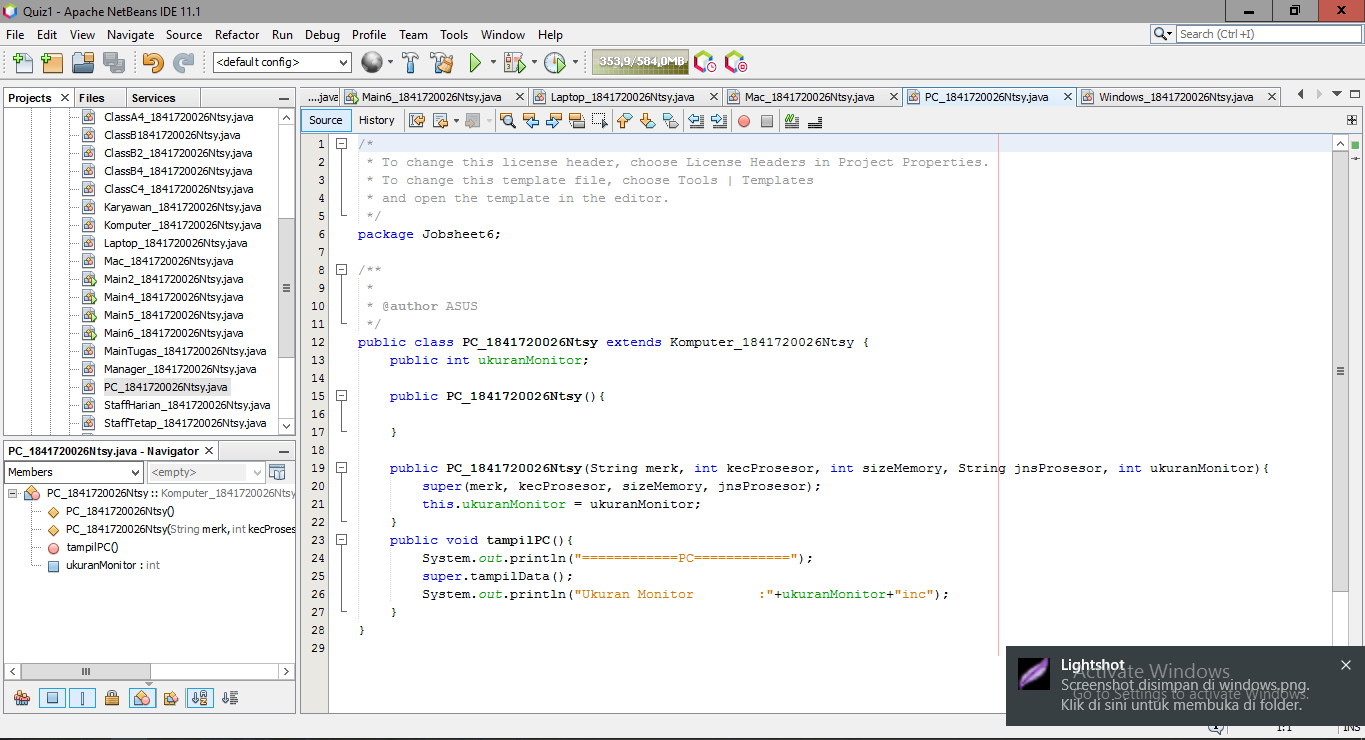 Quiz1 - Apache NetBeans IDE 11.1
File Edit View Navigate Source Refactor Run Debug Profile Team Tools Window Help
Search (Ctrl+I)
<default config>
353,9/584,0MB
Projects Files Services
ClassA4_1841720026Ntsy.java
ClassB1841720026Ntsy.java
ClassB2_1841720026Ntsy.java
ClassB4_1841720026Ntsy.java
ClassC4_1841720026Ntsy.java
Karyawan_1841720026Ntsy.java
Komputer_1841720026Ntsy.java
Laptop_1841720026Ntsy.java
Mac_1841720026Ntsy.java
Main2_1841720026Ntsy.java
Main4_1841720026Ntsy.java
Main5_1841720026Ntsy.java
Main6_1841720026Ntsy.java
MainTugas_1841720026Ntsy.java
Manager_1841720026Ntsy.java
PC_1841720026Ntsy.java
StaffHarian_1841720026Ntsy.java
StaffTetap_1841720026Ntsy.java
PC_1841720026Ntsy.java - Navigator
Members <empty>
PC_1841720026Ntsy :: Komputer_1841720026Ntsy
PC_1841720026Ntsy()
PC_1841720026Ntsy(String merk, int kecProses
tampilPC()
ukuranMonitor : int
....java Main6_1841720026Ntsy.java Laptop_1841720026Ntsy.java Mac_1841720026Ntsy.java PC_1841720026Ntsy.java Windows_1841720026Ntsy.java
Source History
1 /*
2 * To change this license header, choose License Headers in Project Properties.
3 * To change this template file, choose Tools | Templates
4 * and open the template in the editor.
5 */
6 package Jobsheet6;
7
8 /**
9 *
10 * @author ASUS
11 */
12 public class PC_1841720026Ntsy extends Komputer_1841720026Ntsy {
13 public int ukuranMonitor;
14
15 public PC_1841720026Ntsy(){
16
17 }
18
19 public PC_1841720026Ntsy(String merk, int kecProsesor, int sizeMemory, String jnsProsesor, int ukuranMonitor){
20 super(merk, kecProsesor, sizeMemory, jnsProsesor);
21 this.ukuranMonitor = ukuranMonitor;
22 }
23 public void tampilPC(){
24 System.out.println("============PC============");
25 super.tampilData();
26 System.out.println("Ukuran Monitor        :"+ukuranMonitor+"inc");
27 }
28 }
29
Lightshot
Screenshot disimpan di windows.png.
Klik di sini untuk membuka di folder.
Activate Windows
Go to Settings to activate Windows.
1:1 INS